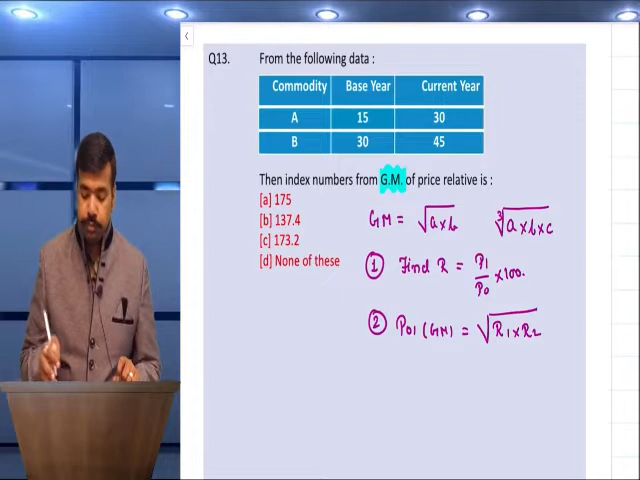 Q13. From the following data :
Commodity Base Year Current Year
A 15 30
B 30 45
Then index numbers from G.M. of price relative is :
[a] 175
[b] 137.4
[c] 173.2
[d] None of these
GM = √a×b ∛a×b×c
① Find R = P1/P0 ×100.
② P01 (GM) = √R1×R2